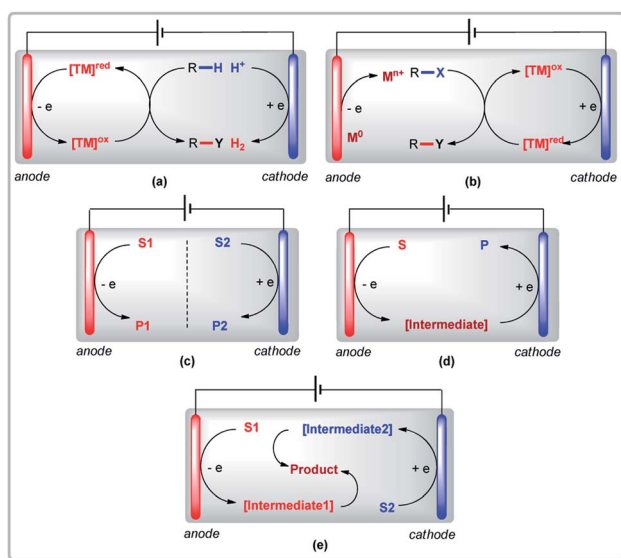 [TM]red R—H H+
- e + e
[TM]ox R—Y H2
anode cathode
(a)
Mn+ R—X [TM]ox
- e + e
M0 R—Y [TM]red
anode cathode
(b)
S1 S2
- e + e
P1 P2
anode cathode
(c)
S P
- e + e
[Intermediate]
anode cathode
(d)
S1 [Intermediate2]
- e Product + e
[Intermediate1] S2
anode cathode
(e)